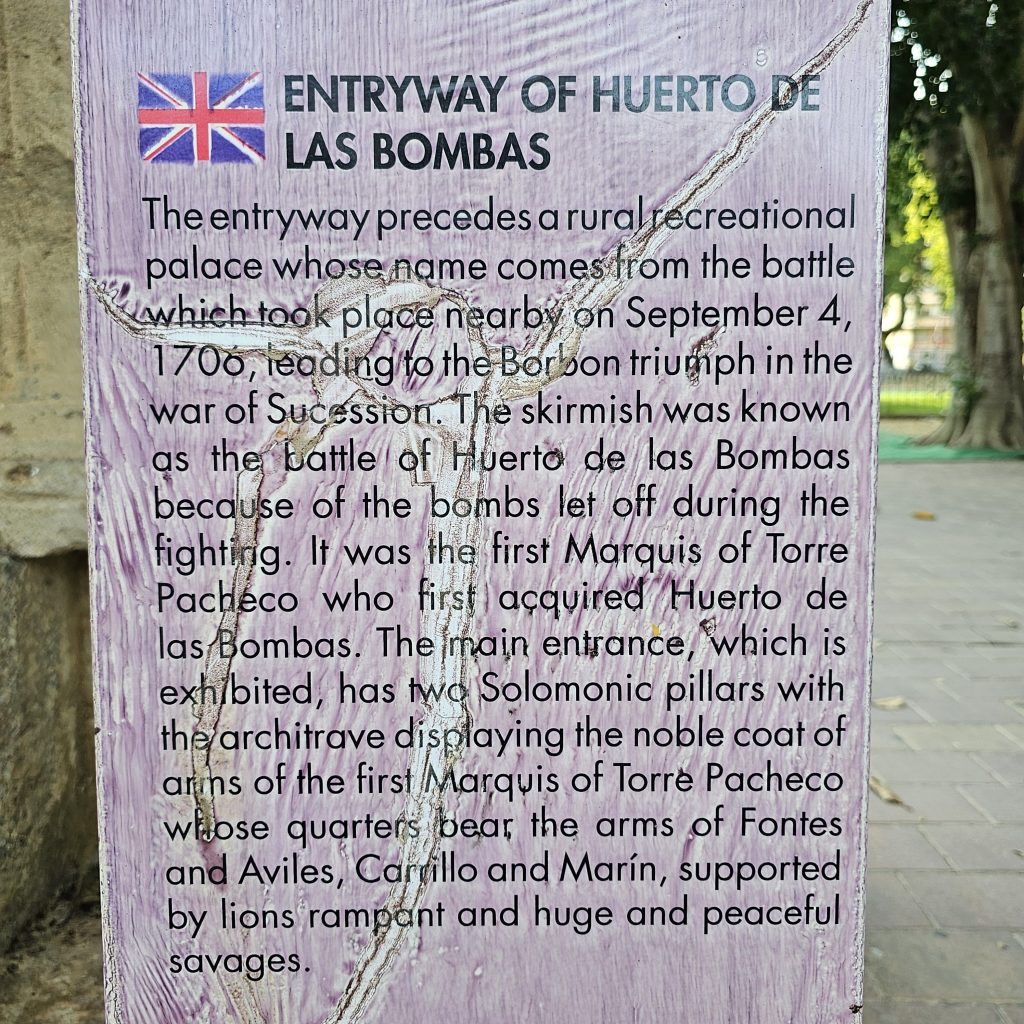 ENTRYWAY OF HUERTO DE
LAS BOMBAS
The entryway precedes a rural recreational
palace whose name comes from the battle
which took place nearby on September 4,
1706, leading to the Borbon triumph in the
war of Sucession. The skirmish was known
as the battle of Huerto de las Bombas
because of the bombs let off during the
fighting. It was the first Marquis of Torre
Pacheco who first acquired Huerto de
las Bombas. The main entrance, which is
exhibited, has two Solomonic pillars with
the architrave displaying the noble coat of
arms of the first Marquis of Torre Pacheco
whose quarters bear the arms of Fontes
and Aviles, Carrillo and Marín, supported
by lions rampant and huge and peaceful
savages.